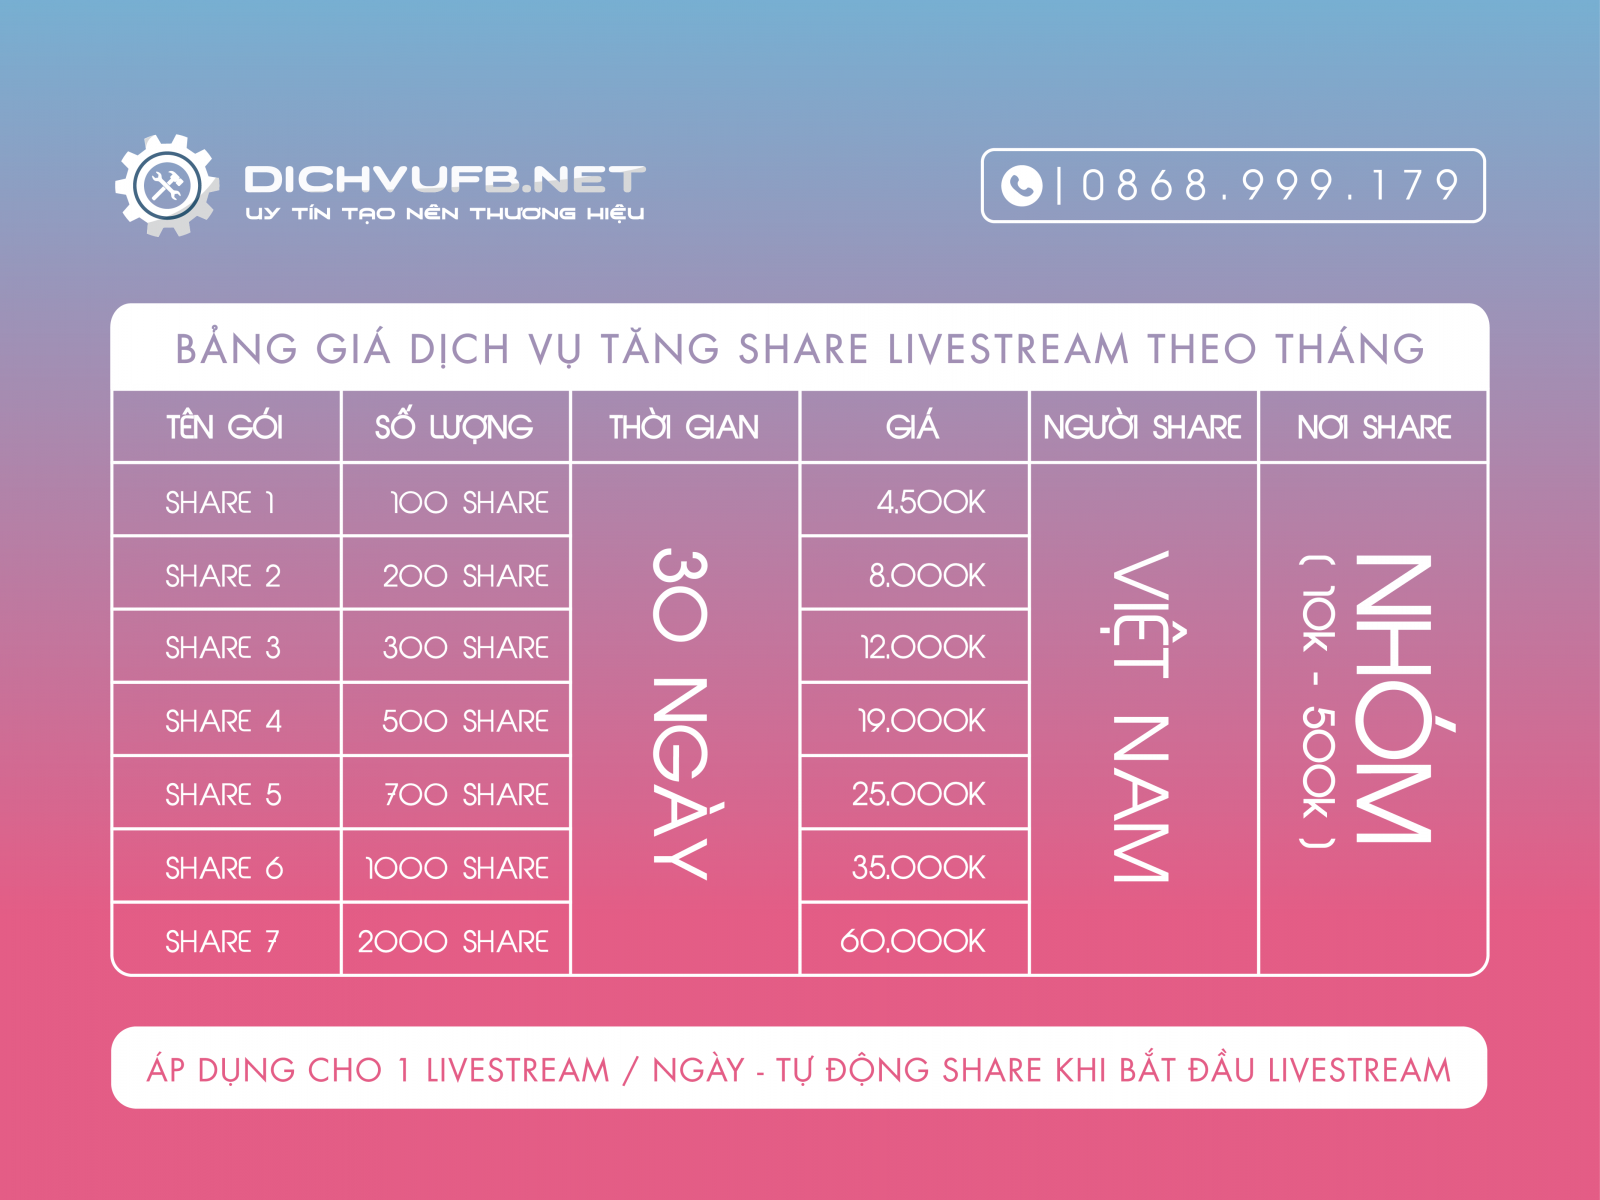 DICHVUFB.NET
UY TÍN TẠO NÊN THƯƠNG HIỆU
| 0868.999.179
BẢNG GIÁ DỊCH VỤ TĂNG SHARE LIVESTREAM THEO THÁNG
TÊN GÓI SỐ LƯỢNG THỜI GIAN GIÁ NGƯỜI SHARE NƠI SHARE
SHARE 1 100 SHARE 4.500K
SHARE 2 200 SHARE 8.000K
SHARE 3 300 SHARE 12.000K
SHARE 4 500 SHARE 19.000K
SHARE 5 700 SHARE 25.000K
SHARE 6 1000 SHARE 35.000K
SHARE 7 2000 SHARE 60.000K
30 NGÀY
VIỆT NAM
NHÓM
( 10K - 500K )
ÁP DỤNG CHO 1 LIVESTREAM / NGÀY - TỰ ĐỘNG SHARE KHI BẮT ĐẦU LIVESTREAM